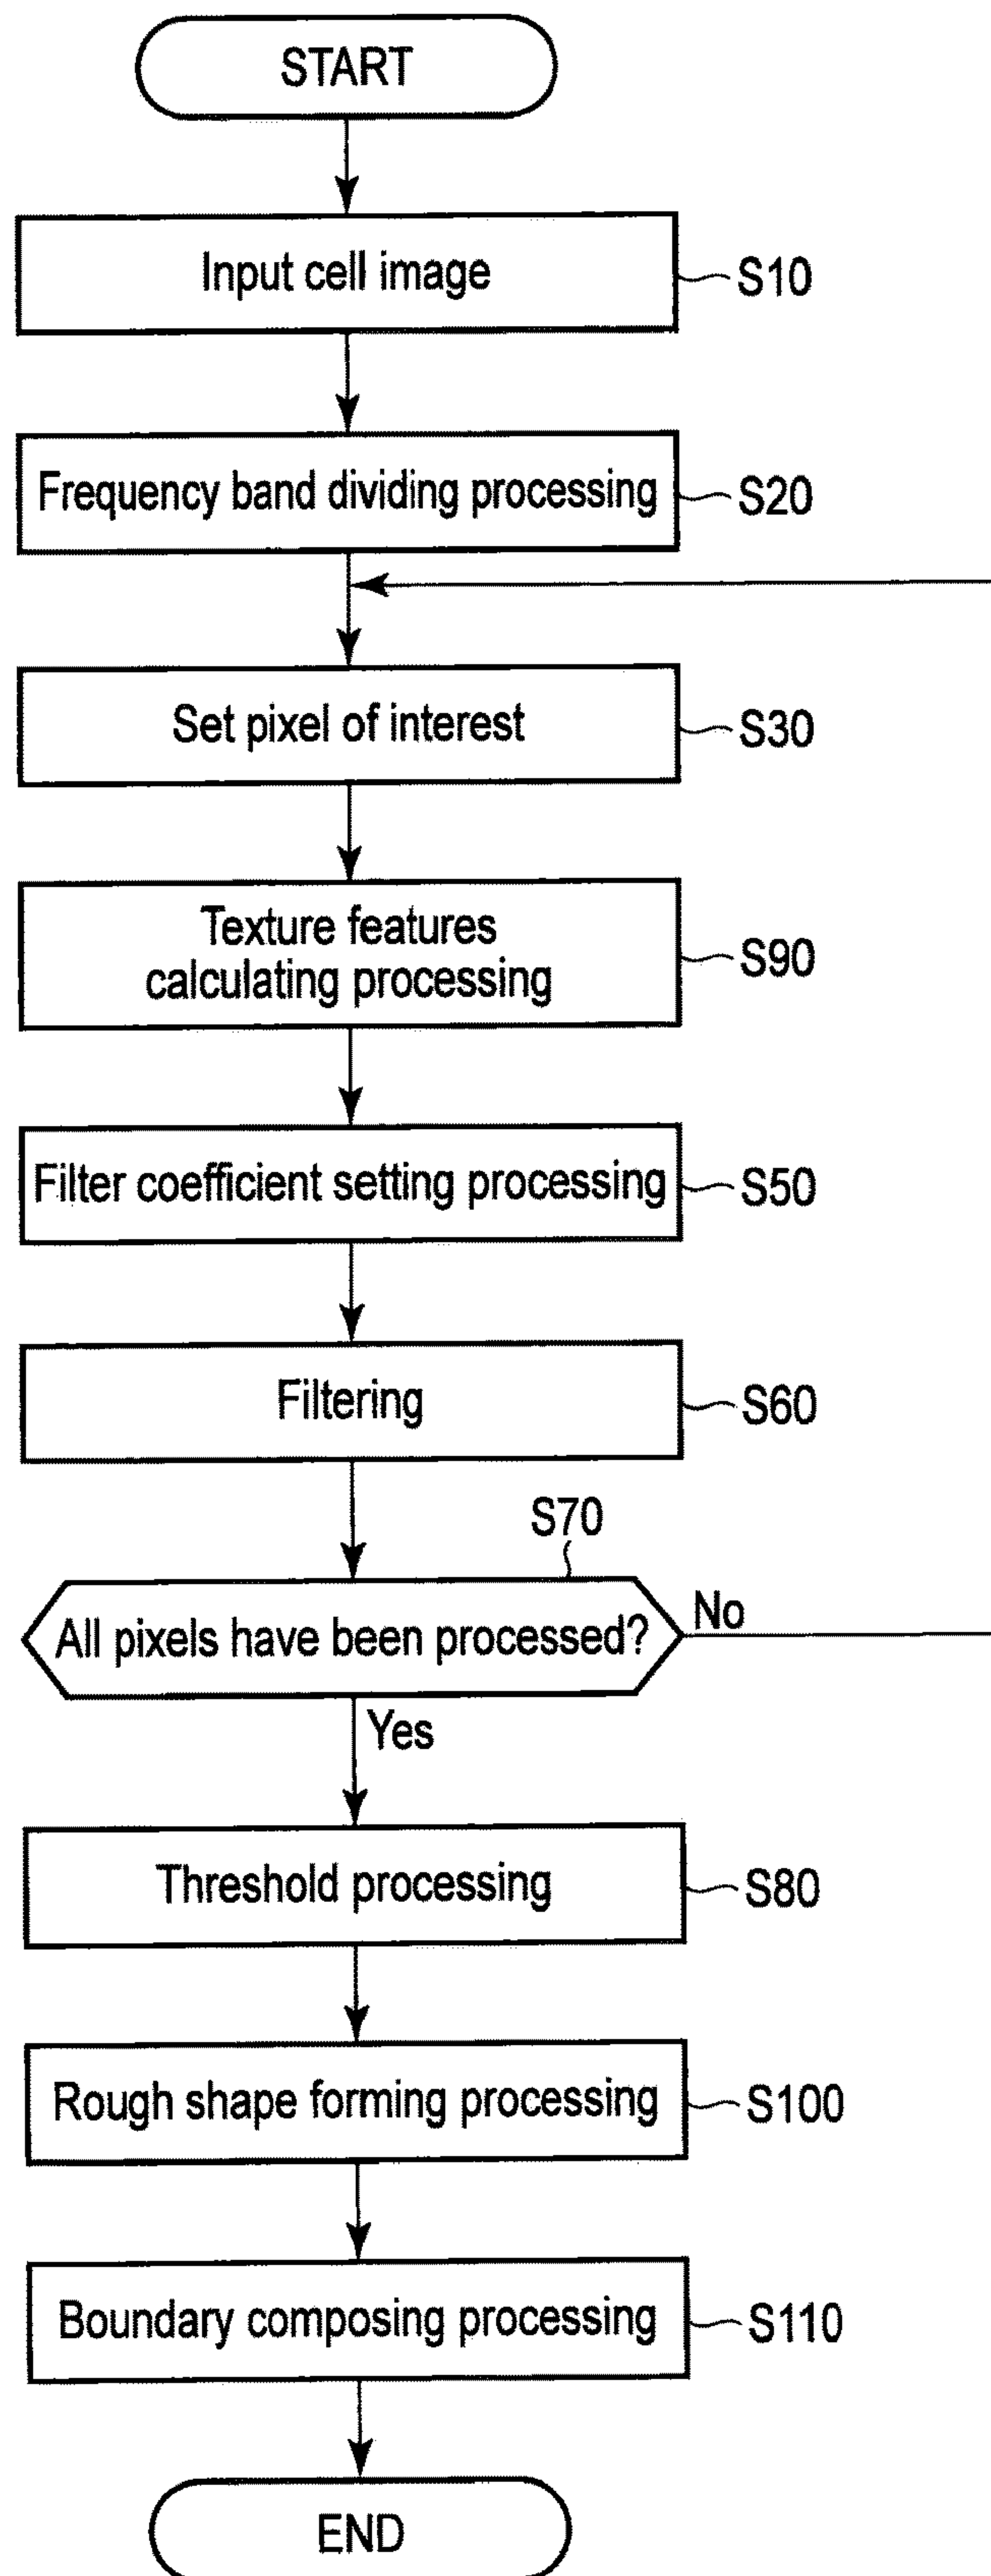 START
Input cell image
S10
Frequency band dividing processing
S20
Set pixel of interest
S30
Texture features
calculating processing
S90
Filter coefficient setting processing
S50
Filtering
S60
S70
All pixels have been processed?
No
Yes
Threshold processing
S80
Rough shape forming processing
S100
Boundary composing processing
S110
END